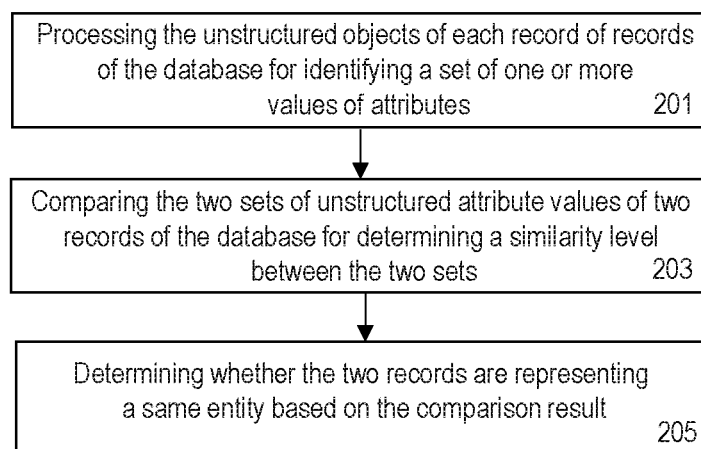 Processing the unstructured objects of each record of records
of the database for identifying a set of one or more
values of attributes 201
Comparing the two sets of unstructured attribute values of two
records of the database for determining a similarity level
between the two sets 203
Determining whether the two records are representing
a same entity based on the comparison result
205